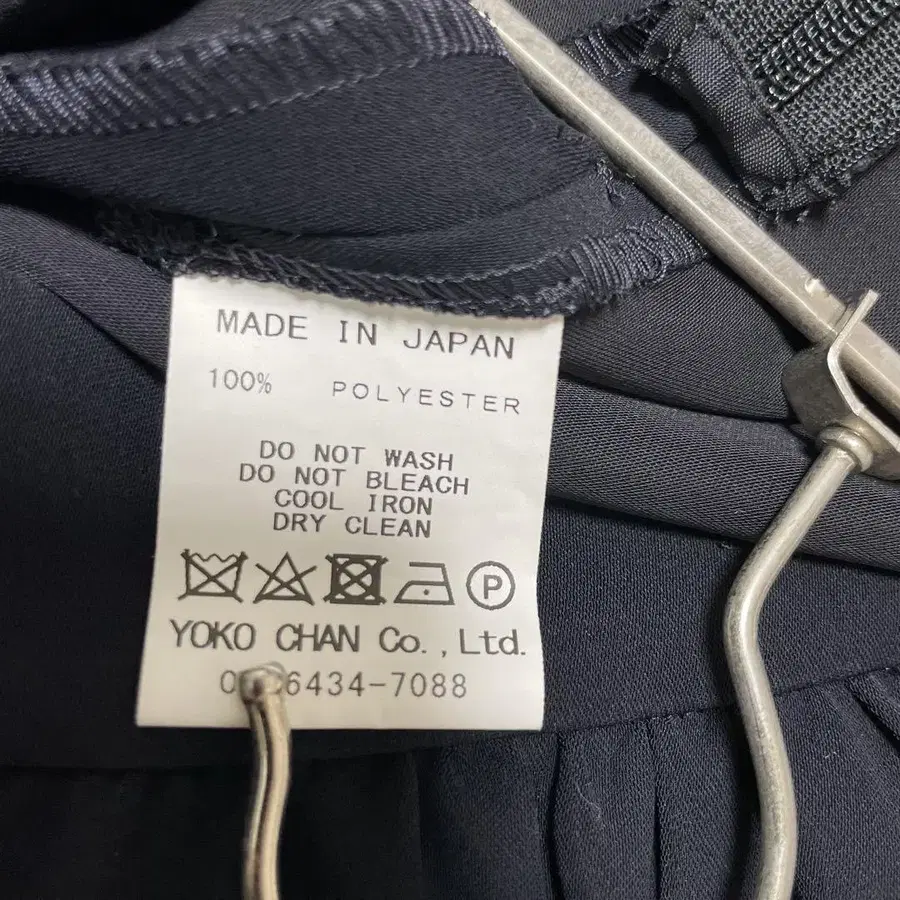 MADE IN JAPAN
100% POLYESTER
DO NOT WASH
DO NOT BLEACH
COOL IRON
DRY CLEAN
P
YOKO CHAN Co., Ltd.
6434-7088